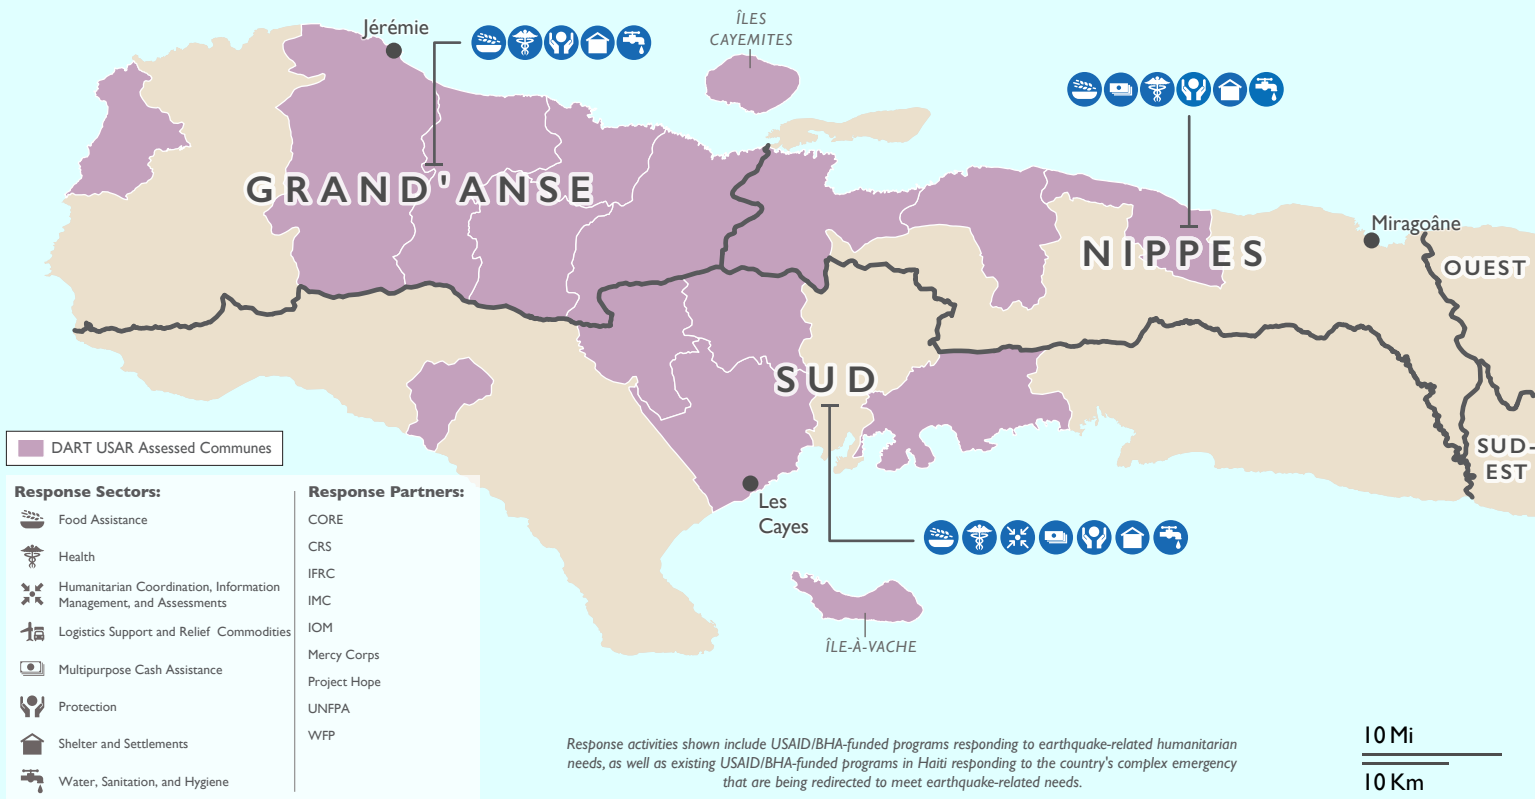 Jérémie
ÎLES
CAYEMITES
GRAND'ANSE
NIPPES
Miragoâne
OUEST
SUD
SUD-
EST
Les
Cayes
ÎLE-À-VACHE
DART USAR Assessed Communes
Response Sectors:
Food Assistance
Health
Humanitarian Coordination, Information
Management, and Assessments
Logistics Support and Relief Commodities
Multipurpose Cash Assistance
Protection
Shelter and Settlements
Water, Sanitation, and Hygiene
Response Partners:
CORE
CRS
IFRC
IMC
IOM
Mercy Corps
Project Hope
UNFPA
WFP
Response activities shown include USAID/BHA-funded programs responding to earthquake-related humanitarian
needs, as well as existing USAID/BHA-funded programs in Haiti responding to the country's complex emergency
that are being redirected to meet earthquake-related needs.
10 Mi
10 Km